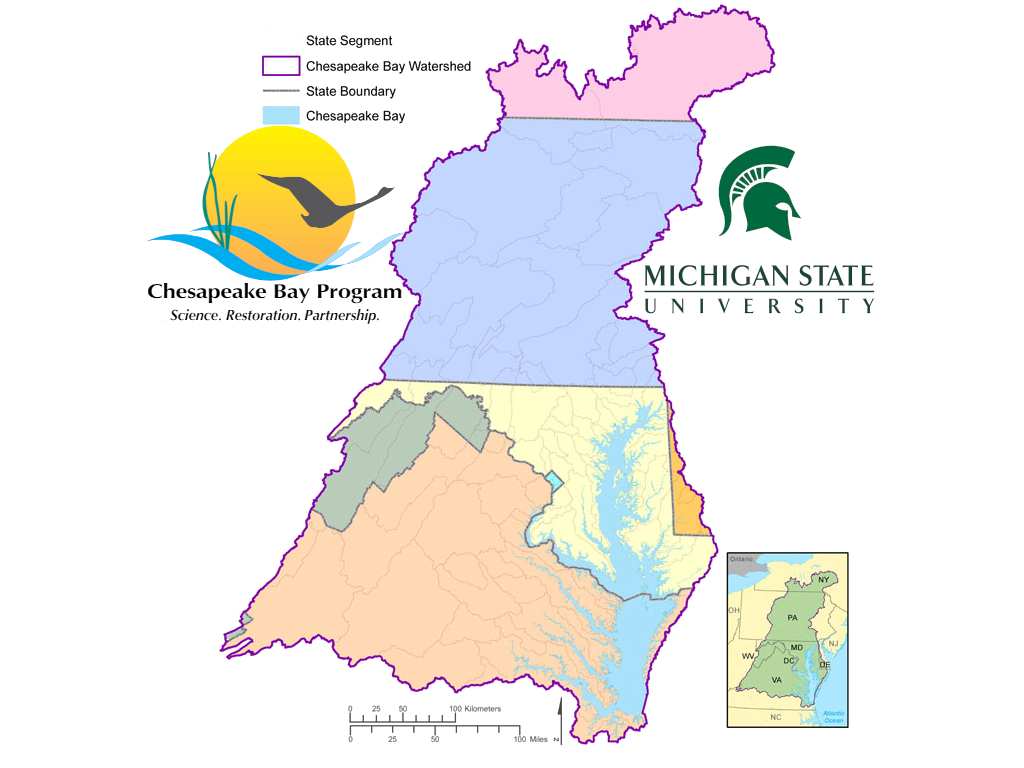 State Segment
Chesapeake Bay Watershed
State Boundary
Chesapeake Bay
Chesapeake Bay Program
Science. Restoration. Partnership.
MICHIGAN STATE
UNIVERSITY
Ontario
NY
OH
PA
NJ
MD
WV
DC
DE
VA
NC
Atlantic
Ocean
0 25 50 100 Kilometers
0 25 50 100 Miles
N